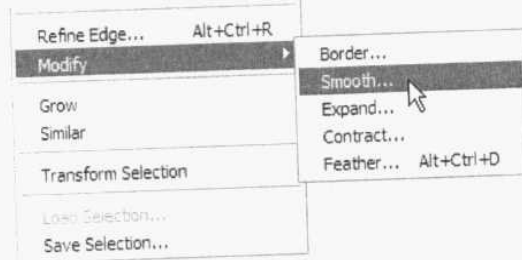 Refine Edge... Alt+Ctrl+R
Modify
Grow
Similar
Transform Selection
Load Selection...
Save Selection...
Border...
Smooth...
Expand...
Contract...
Feather... Alt+Ctrl+D